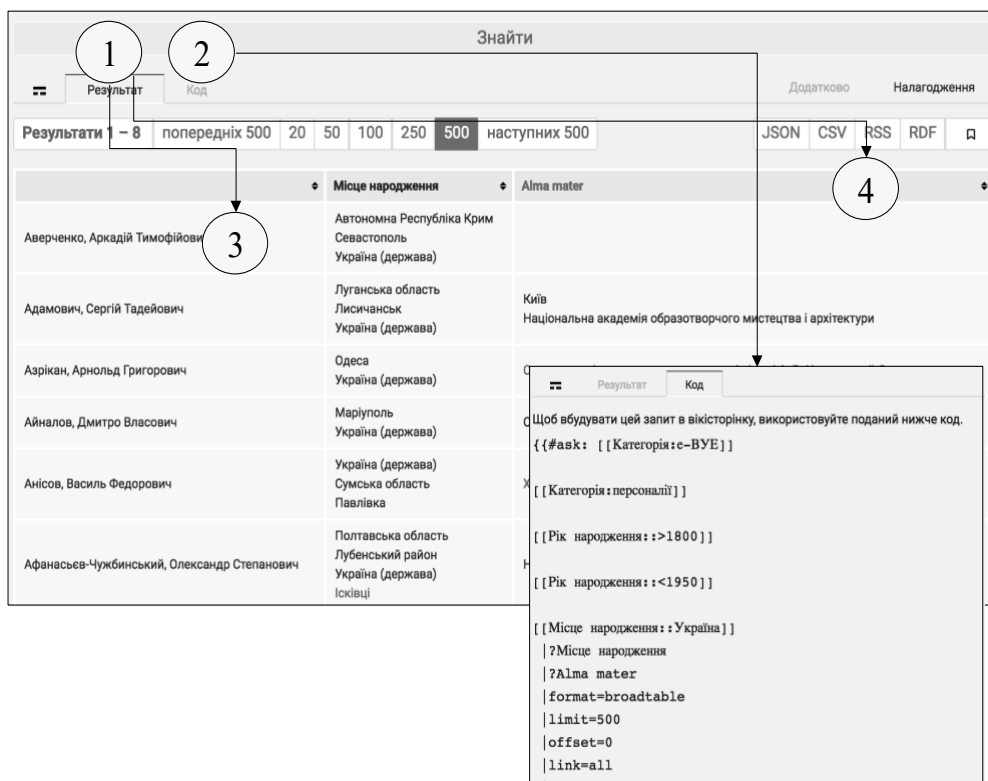 Знайти
1 2
Результат Код Додатково Налагодження
Результати 1 – 8 попередніх 500 20 50 100 250 500 наступних 500 JSON CSV RSS RDF
Місце народження Alma mater
4
3
Аверченко, Аркадій Тимофійови
Автономна Республіка Крим
Севастополь
Україна (держава)
Адамович, Сергій Тадейович
Луганська область
Лисичанськ
Україна (держава)
Київ
Національна академія образотворчого мистецтва і архітектури
Азрікан, Арнольд Григорович
Одеса
Україна (держава)
Айналов, Дмитро Власович
Маріуполь
Україна (держава)
Анісов, Василь Федорович
Україна (держава)
Сумська область
Павлівка
Афанасьєв-Чужбинський, Олександр Степанович
Полтавська область
Лубенський район
Україна (держава)
Ісківці
Результат Код
Щоб вбудувати цей запит в вікісторінку, використовуйте поданий нижче код.
{{#ask: [[Категорія:е-ВУЕ]]
[[Категорія:персоналії]]
[[Рік народження::>1800]]
[[Рік народження::<1950]]
[[Місце народження::Україна]]
|?Місце народження
|?Alma mater
|format=broadtable
|limit=500
|offset=0
|link=all